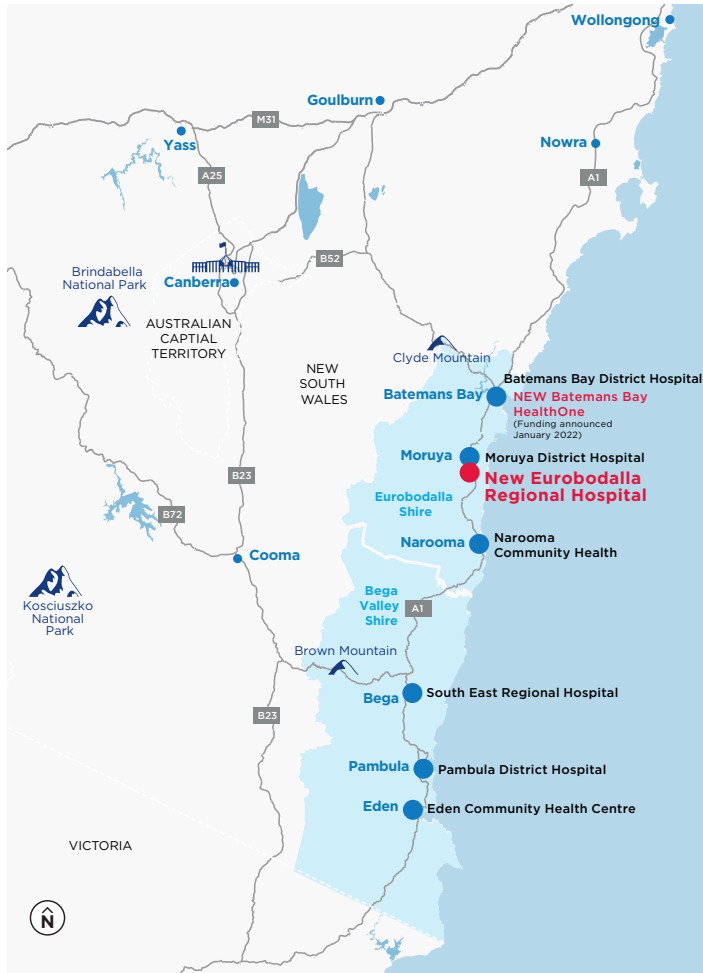 Wollongong
Goulburn
M31
Yass
Nowra
A25
A1
B52
Brindabella
National Park
Canberra
AUSTRALIAN
CAPTIAL
TERRITORY
Clyde Mountain
NEW
SOUTH
WALES
Batemans Bay District Hospital
Batemans Bay
NEW Batemans Bay
HealthOne
(Funding announced
January 2022)
Moruya
Moruya District Hospital
New Eurobodalla
Regional Hospital
B23
Eurobodalla
Shire
B72
Narooma
Narooma
Community Health
Cooma
Kosciuszko
National
Park
Bega
Valley
Shire
A1
Brown Mountain
Bega
South East Regional Hospital
B23
Pambula
Pambula District Hospital
Eden
Eden Community Health Centre
VICTORIA
N